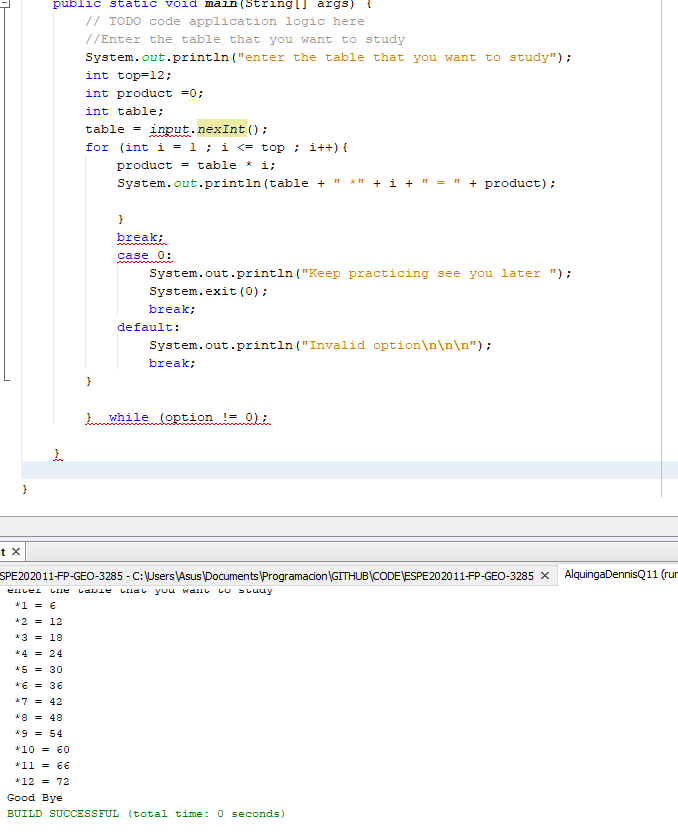 public static void main(String[] args) {
// TODO code application logic here
//Enter the table that you want to study
System.out.println("enter the table that you want to study");
int top=12;
int product =0;
int table;
table = input.nexInt();
for (int i = 1 ; i <= top ; i++){
product = table * i;
System.out.println(table + " *" + i + " = " + product);
}
break;
case 0:
System.out.println("Keep practicing see you later ");
System.exit(0);
break;
default:
System.out.println("Invalid option\n\n\n");
break;
}
} while (option != 0);
}
}
t ×
SPE202011-FP-GEO-3285 - C:\Users\Asus\Documents\Programacion\GITHUB\CODE\ESPE202011-FP-GEO-3285 × AlquingaDennisQ11 (run
enter the table that you want to study
*1 = 6
*2 = 12
*3 = 18
*4 = 24
*5 = 30
*6 = 36
*7 = 42
*8 = 48
*9 = 54
*10 = 60
*11 = 66
*12 = 72
Good Bye
BUILD SUCCESSFUL (total time: 0 seconds)